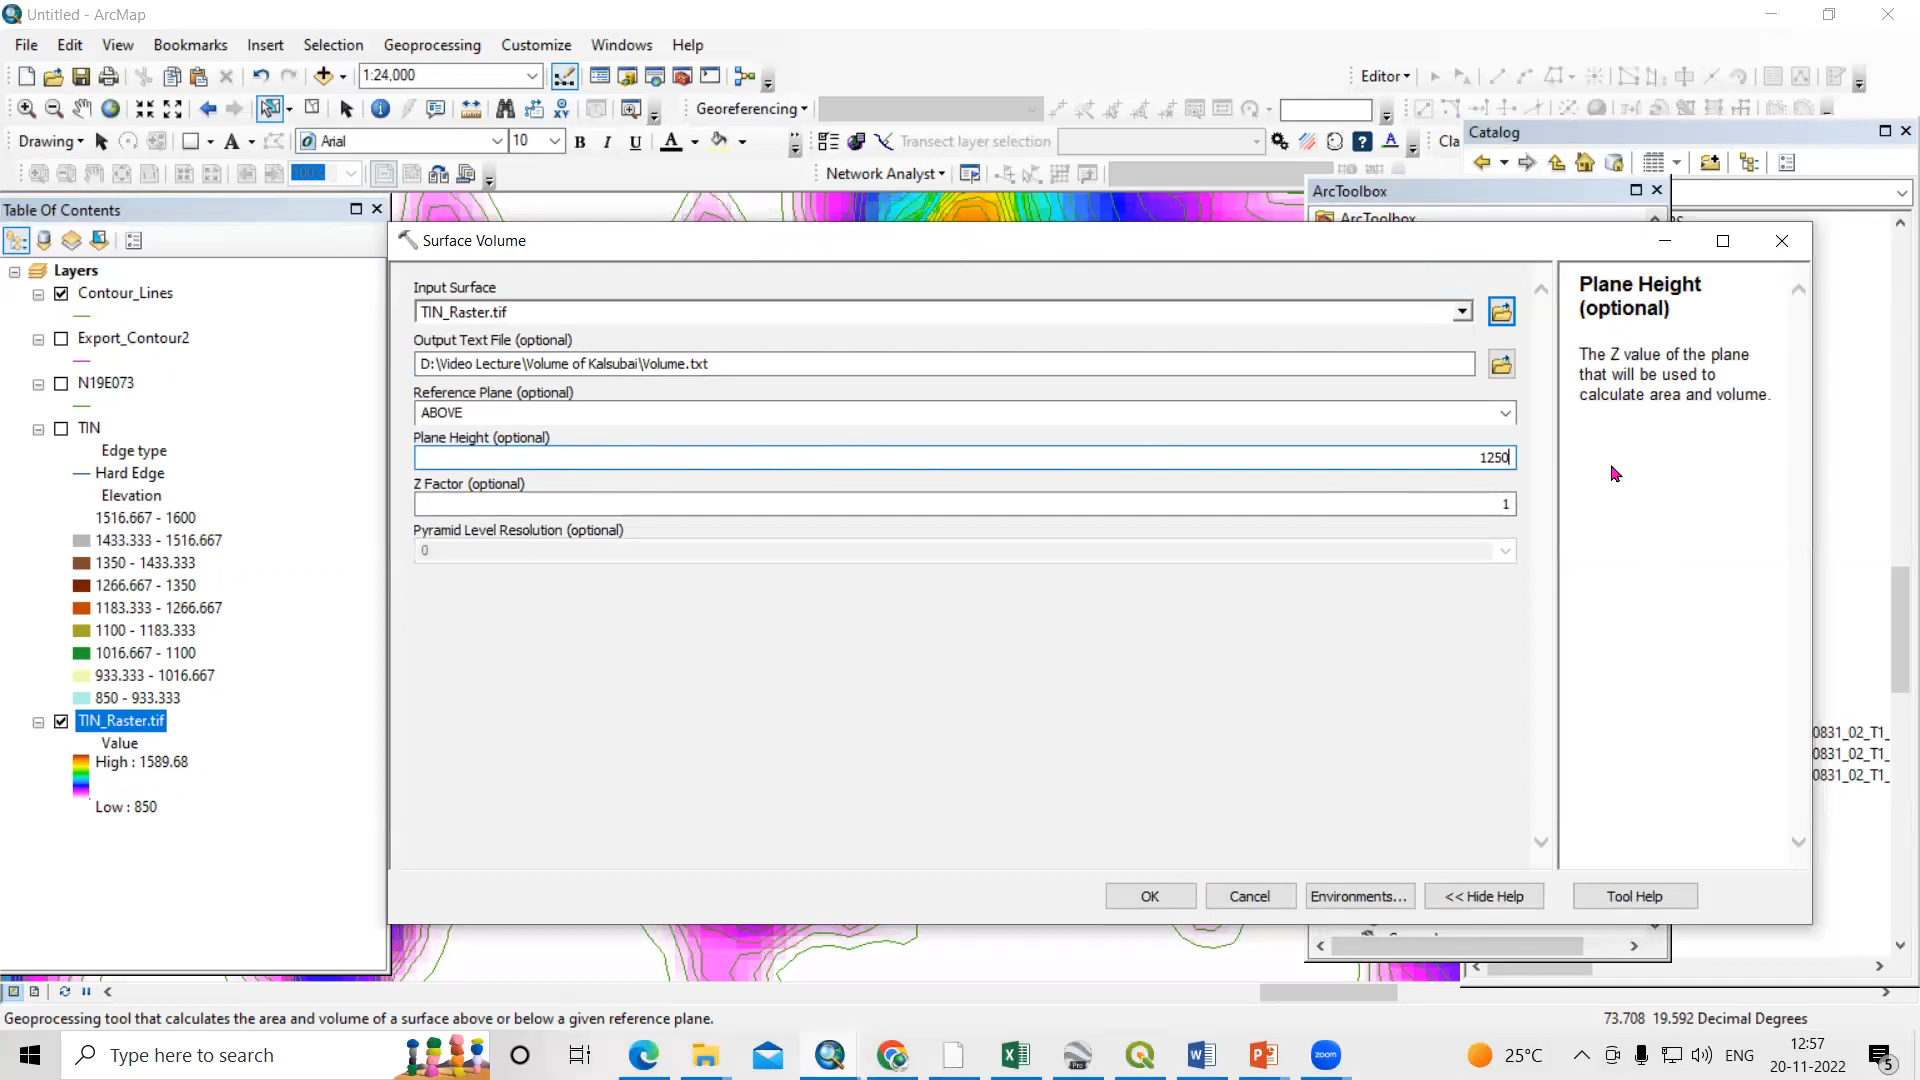 Untitled - ArcMap
File Edit View Bookmarks Insert Selection Geoprocessing Customize Windows Help
1:24,000
Editor
Georeferencing
Drawing
Arial
10
B I U A
Transect layer selection
Cla
100%
Network Analyst
Catalog
ArcToolbox
ArcToolbox
Table Of Contents
Layers
Contour_Lines
Export_Contour2
N19E073
TIN
Edge type
Hard Edge
Elevation
1516.667 - 1600
1433.333 - 1516.667
1350 - 1433.333
1266.667 - 1350
1183.333 - 1266.667
1100 - 1183.333
1016.667 - 1100
933.333 - 1016.667
850 - 933.333
TIN_Raster.tif
Value
High : 1589.68
Low : 850
Surface Volume
Input Surface
TIN_Raster.tif
Output Text File (optional)
D:\Video Lecture\Volume of Kalsubai\Volume.txt
Reference Plane (optional)
ABOVE
Plane Height (optional)
1250
Z Factor (optional)
1
Pyramid Level Resolution (optional)
0
OK Cancel Environments... << Hide Help Tool Help
Plane Height
(optional)
The Z value of the plane
that will be used to
calculate area and volume.
0831_02_T1_
0831_02_T1_
0831_02_T1_
Geoprocessing tool that calculates the area and volume of a surface above or below a given reference plane.
73.708 19.592 Decimal Degrees
Type here to search
zoom
25°C
ENG
12:57
20-11-2022
5